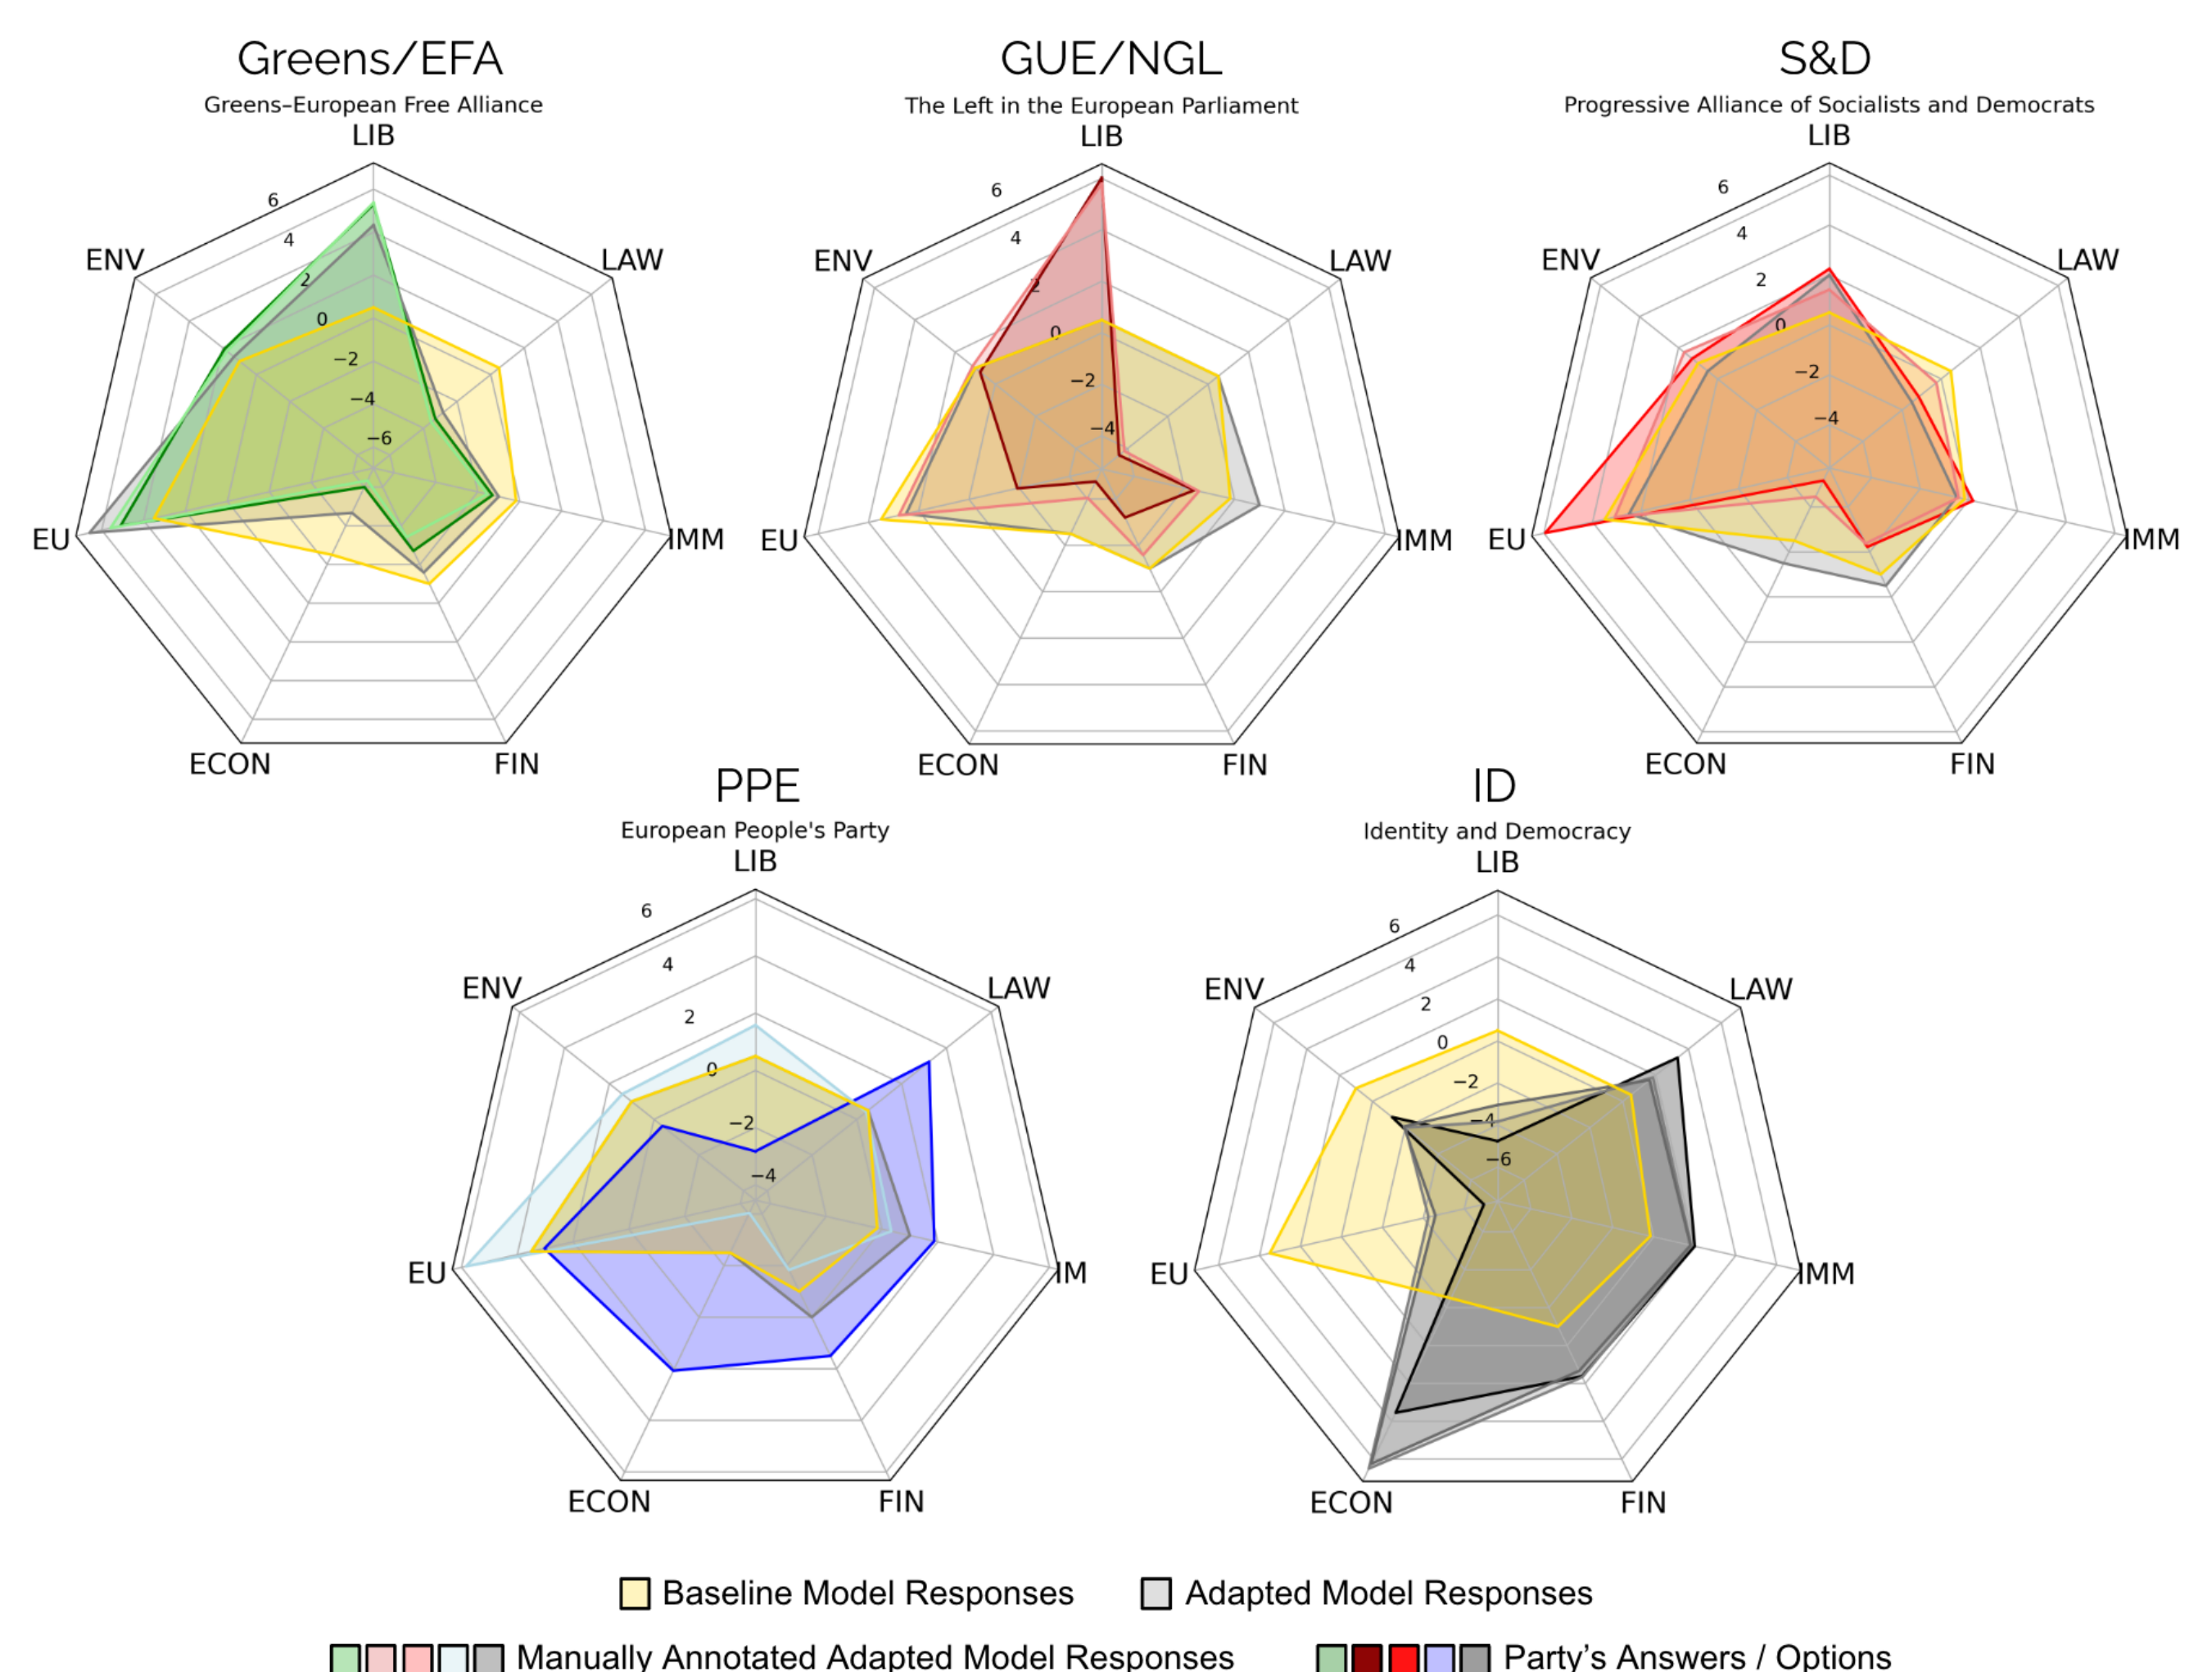 Greens/EFA
Greens–European Free Alliance
LIB
6
4
2
0
−2
−4
−6
ENV
LAW
EU
IMM
ECON
FIN
GUE/NGL
The Left in the European Parliament
LIB
6
4
2
0
−2
−4
ENV
LAW
EU
IMM
ECON
FIN
S&D
Progressive Alliance of Socialists and Democrats
LIB
6
4
2
0
−2
−4
ENV
LAW
EU
IMM
ECON
FIN
PPE
European People's Party
LIB
6
4
2
0
−2
−4
ENV
LAW
EU
IM
ECON
FIN
ID
Identity and Democracy
LIB
6
4
2
0
−2
−4
−6
ENV
LAW
EU
IMM
ECON
FIN
Baseline Model Responses
Adapted Model Responses
Manually Annotated Adapted Model Responses
Party’s Answers / Options